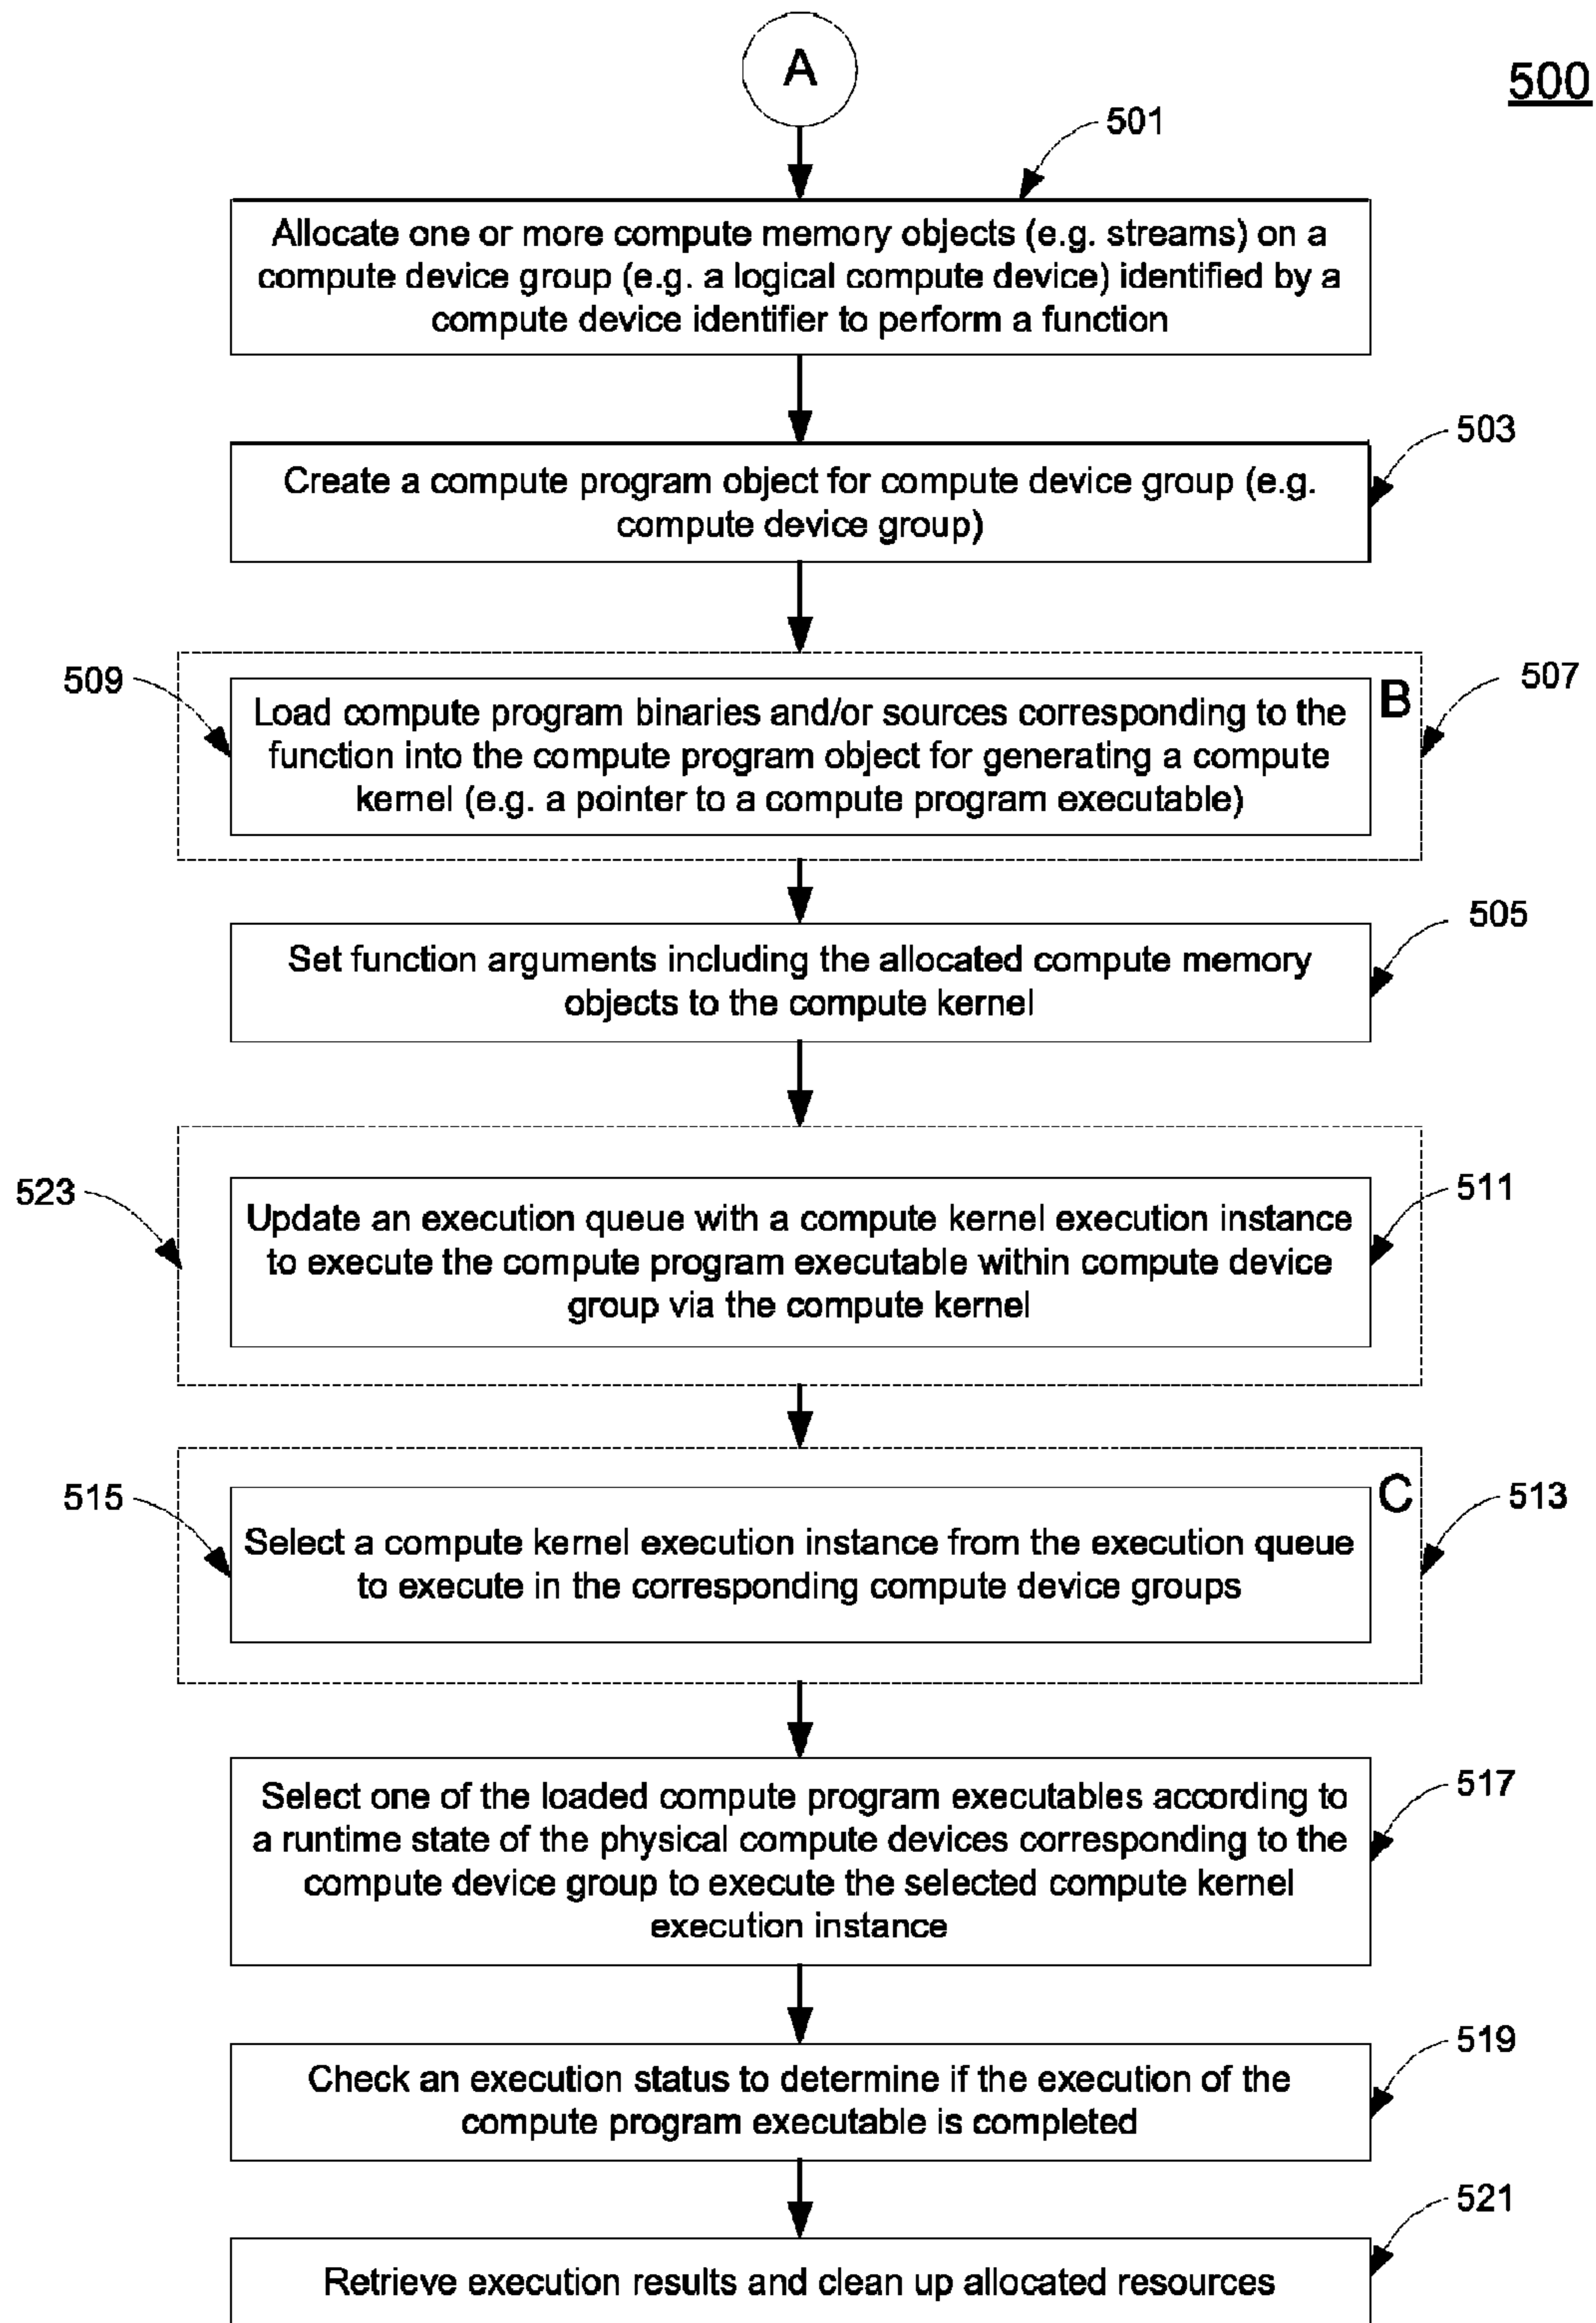 A
500
501
Allocate one or more compute memory objects (e.g. streams) on a
compute device group (e.g. a logical compute device) identified by a
compute device identifier to perform a function
503
Create a compute program object for compute device group (e.g.
compute device group)
509
507
B
Load compute program binaries and/or sources corresponding to the
function into the compute program object for generating a compute
kernel (e.g. a pointer to a compute program executable)
505
Set function arguments including the allocated compute memory
objects to the compute kernel
523
511
Update an execution queue with a compute kernel execution instance
to execute the compute program executable within compute device
group via the compute kernel
515
C
513
Select a compute kernel execution instance from the execution queue
to execute in the corresponding compute device groups
517
Select one of the loaded compute program executables according to
a runtime state of the physical compute devices corresponding to the
compute device group to execute the selected compute kernel
execution instance
519
Check an execution status to determine if the execution of the
compute program executable is completed
521
Retrieve execution results and clean up allocated resources